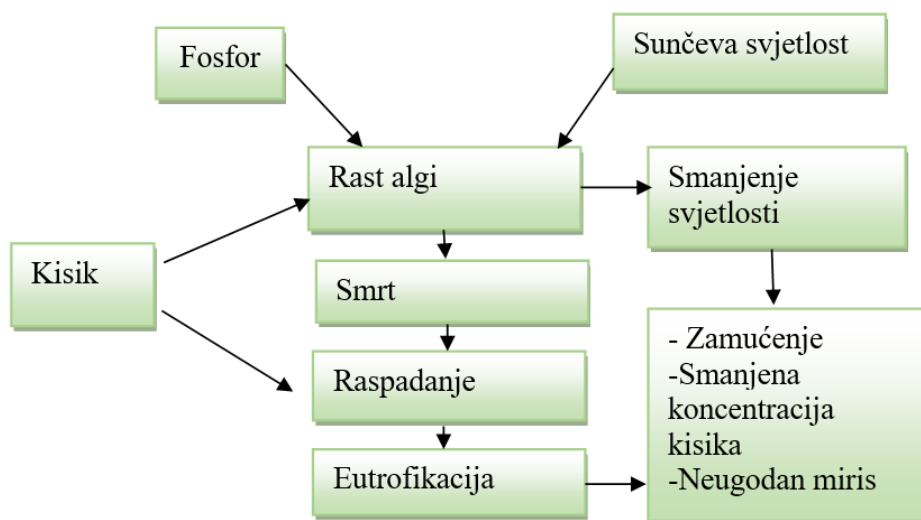 Fosfor
Sunčeva svjetlost
Rast algi
Smanjenje
svjetlosti
Kisik
Smrt
Raspadanje
Eutrofikacija
- Zamućenje
-Smanjena
koncentracija
kisika
-Neugodan miris